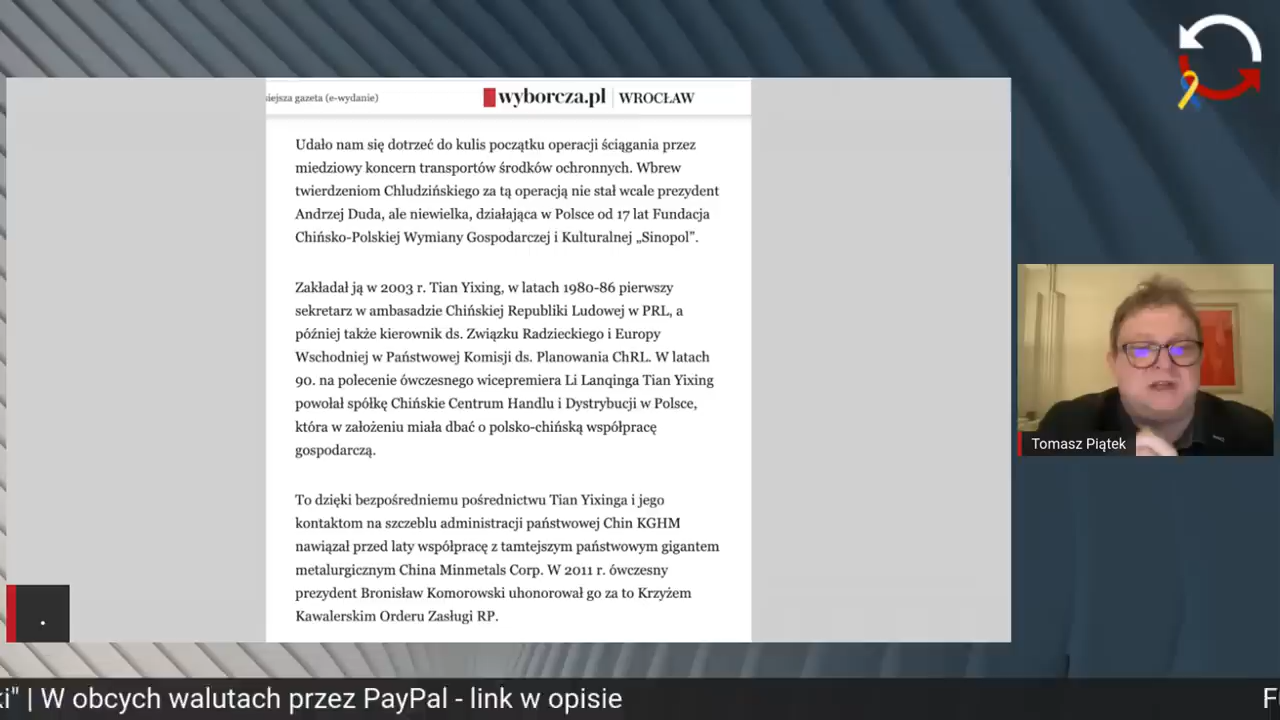 iejsza gazeta (e-wydanie)
wyborcza.pl WROCŁAW
Udało nam się dotrzeć do kulis początku operacji ściągania przez
miedziowy koncern transportów środków ochronnych. Wbrew
twierdzeniom Chludzińskiego za tą operacją nie stał wcale prezydent
Andrzej Duda, ale niewielka, działająca w Polsce od 17 lat Fundacja
Chińsko-Polskiej Wymiany Gospodarczej i Kulturalnej „Sinopol”.
Zakładał ją w 2003 r. Tian Yixing, w latach 1980-86 pierwszy
sekretarz w ambasadzie Chińskiej Republiki Ludowej w PRL, a
później także kierownik ds. Związku Radzieckiego i Europy
Wschodniej w Państwowej Komisji ds. Planowania ChRL. W latach
90. na polecenie ówczesnego wicepremiera Li Lanqinga Tian Yixing
powołał spółkę Chińskie Centrum Handlu i Dystrybucji w Polsce,
która w założeniu miała dbać o polsko-chińską współpracę
gospodarczą.
To dzięki bezpośredniemu pośrednictwu Tian Yixinga i jego
kontaktom na szczeblu administracji państwowej Chin KGHM
nawiązał przed laty współpracę z tamtejszym państwowym gigantem
metalurgicznym China Minmetals Corp. W 2011 r. ówczesny
prezydent Bronisław Komorowski uhonorował go za to Krzyżem
Kawalerskim Orderu Zasługi RP.
Tomasz Piątek
.
ki" | W obcych walutach przez PayPal - link w opisie
F